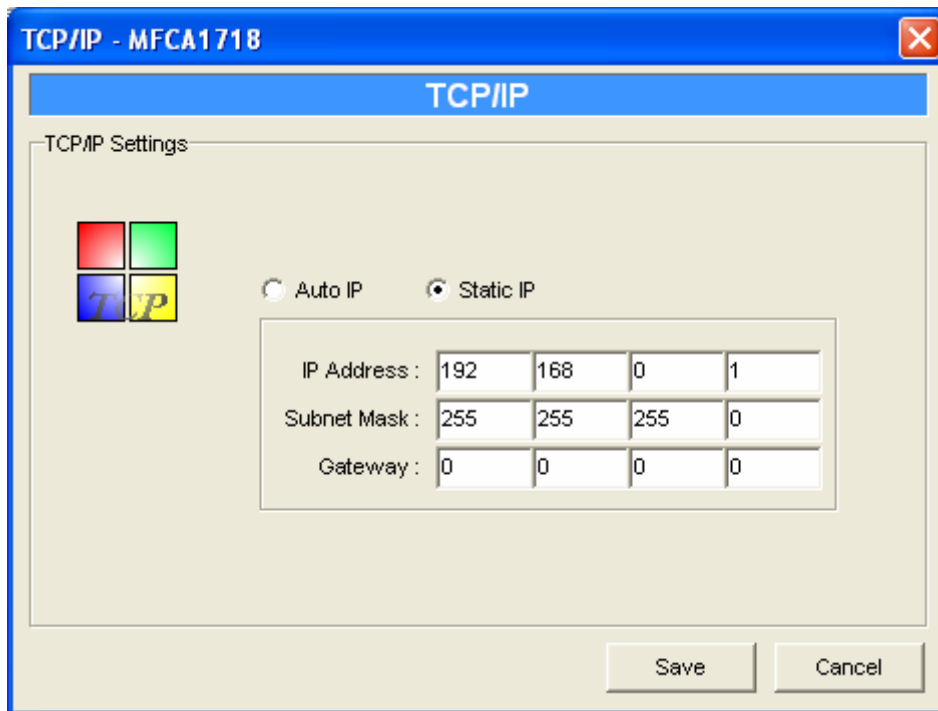 TCP/IP - MFCA1718
TCP/IP
TCP/IP Settings
TCP
Auto IP Static IP
IP Address : 192 168 0 1
Subnet Mask : 255 255 255 0
Gateway : 0 0 0 0
Save Cancel